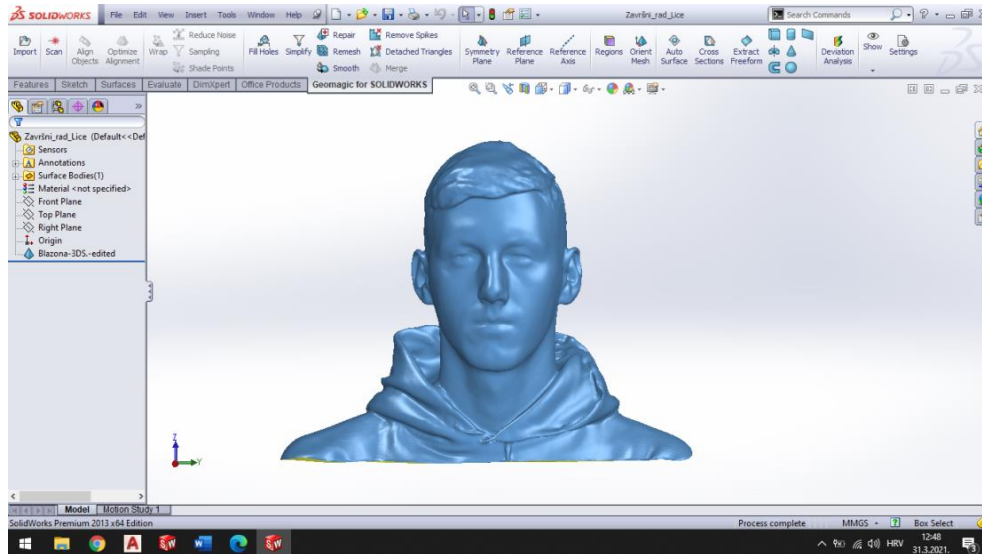 SOLIDWORKS File Edit View Insert Tools Window Help Završni_rad_Lice Search Commands
Import Scan Align Objects Optimize Alignment Wrap Reduce Noise Sampling Shade Points Fill Holes Simplify Repair Remesh Smooth Remove Spikes Detached Triangles Merge Symmetry Plane Reference Plane Reference Axis Regions Orient Mesh Auto Surface Cross Sections Extract Freeform Deviation Analysis Show Settings
Features Sketch Surfaces Evaluate DimXpert Office Products Geomagic for SOLIDWORKS
Završni_rad_Lice (Default<<Def
Sensors
Annotations
Surface Bodies(1)
Material <not specified>
Front Plane
Top Plane
Right Plane
Origin
Blazona-3DS.-edited
Z
Y
Model Motion Study 1
SolidWorks Premium 2013 x64 Edition Process complete MMGS Box Select
HRV 12:48
31.3.2021.